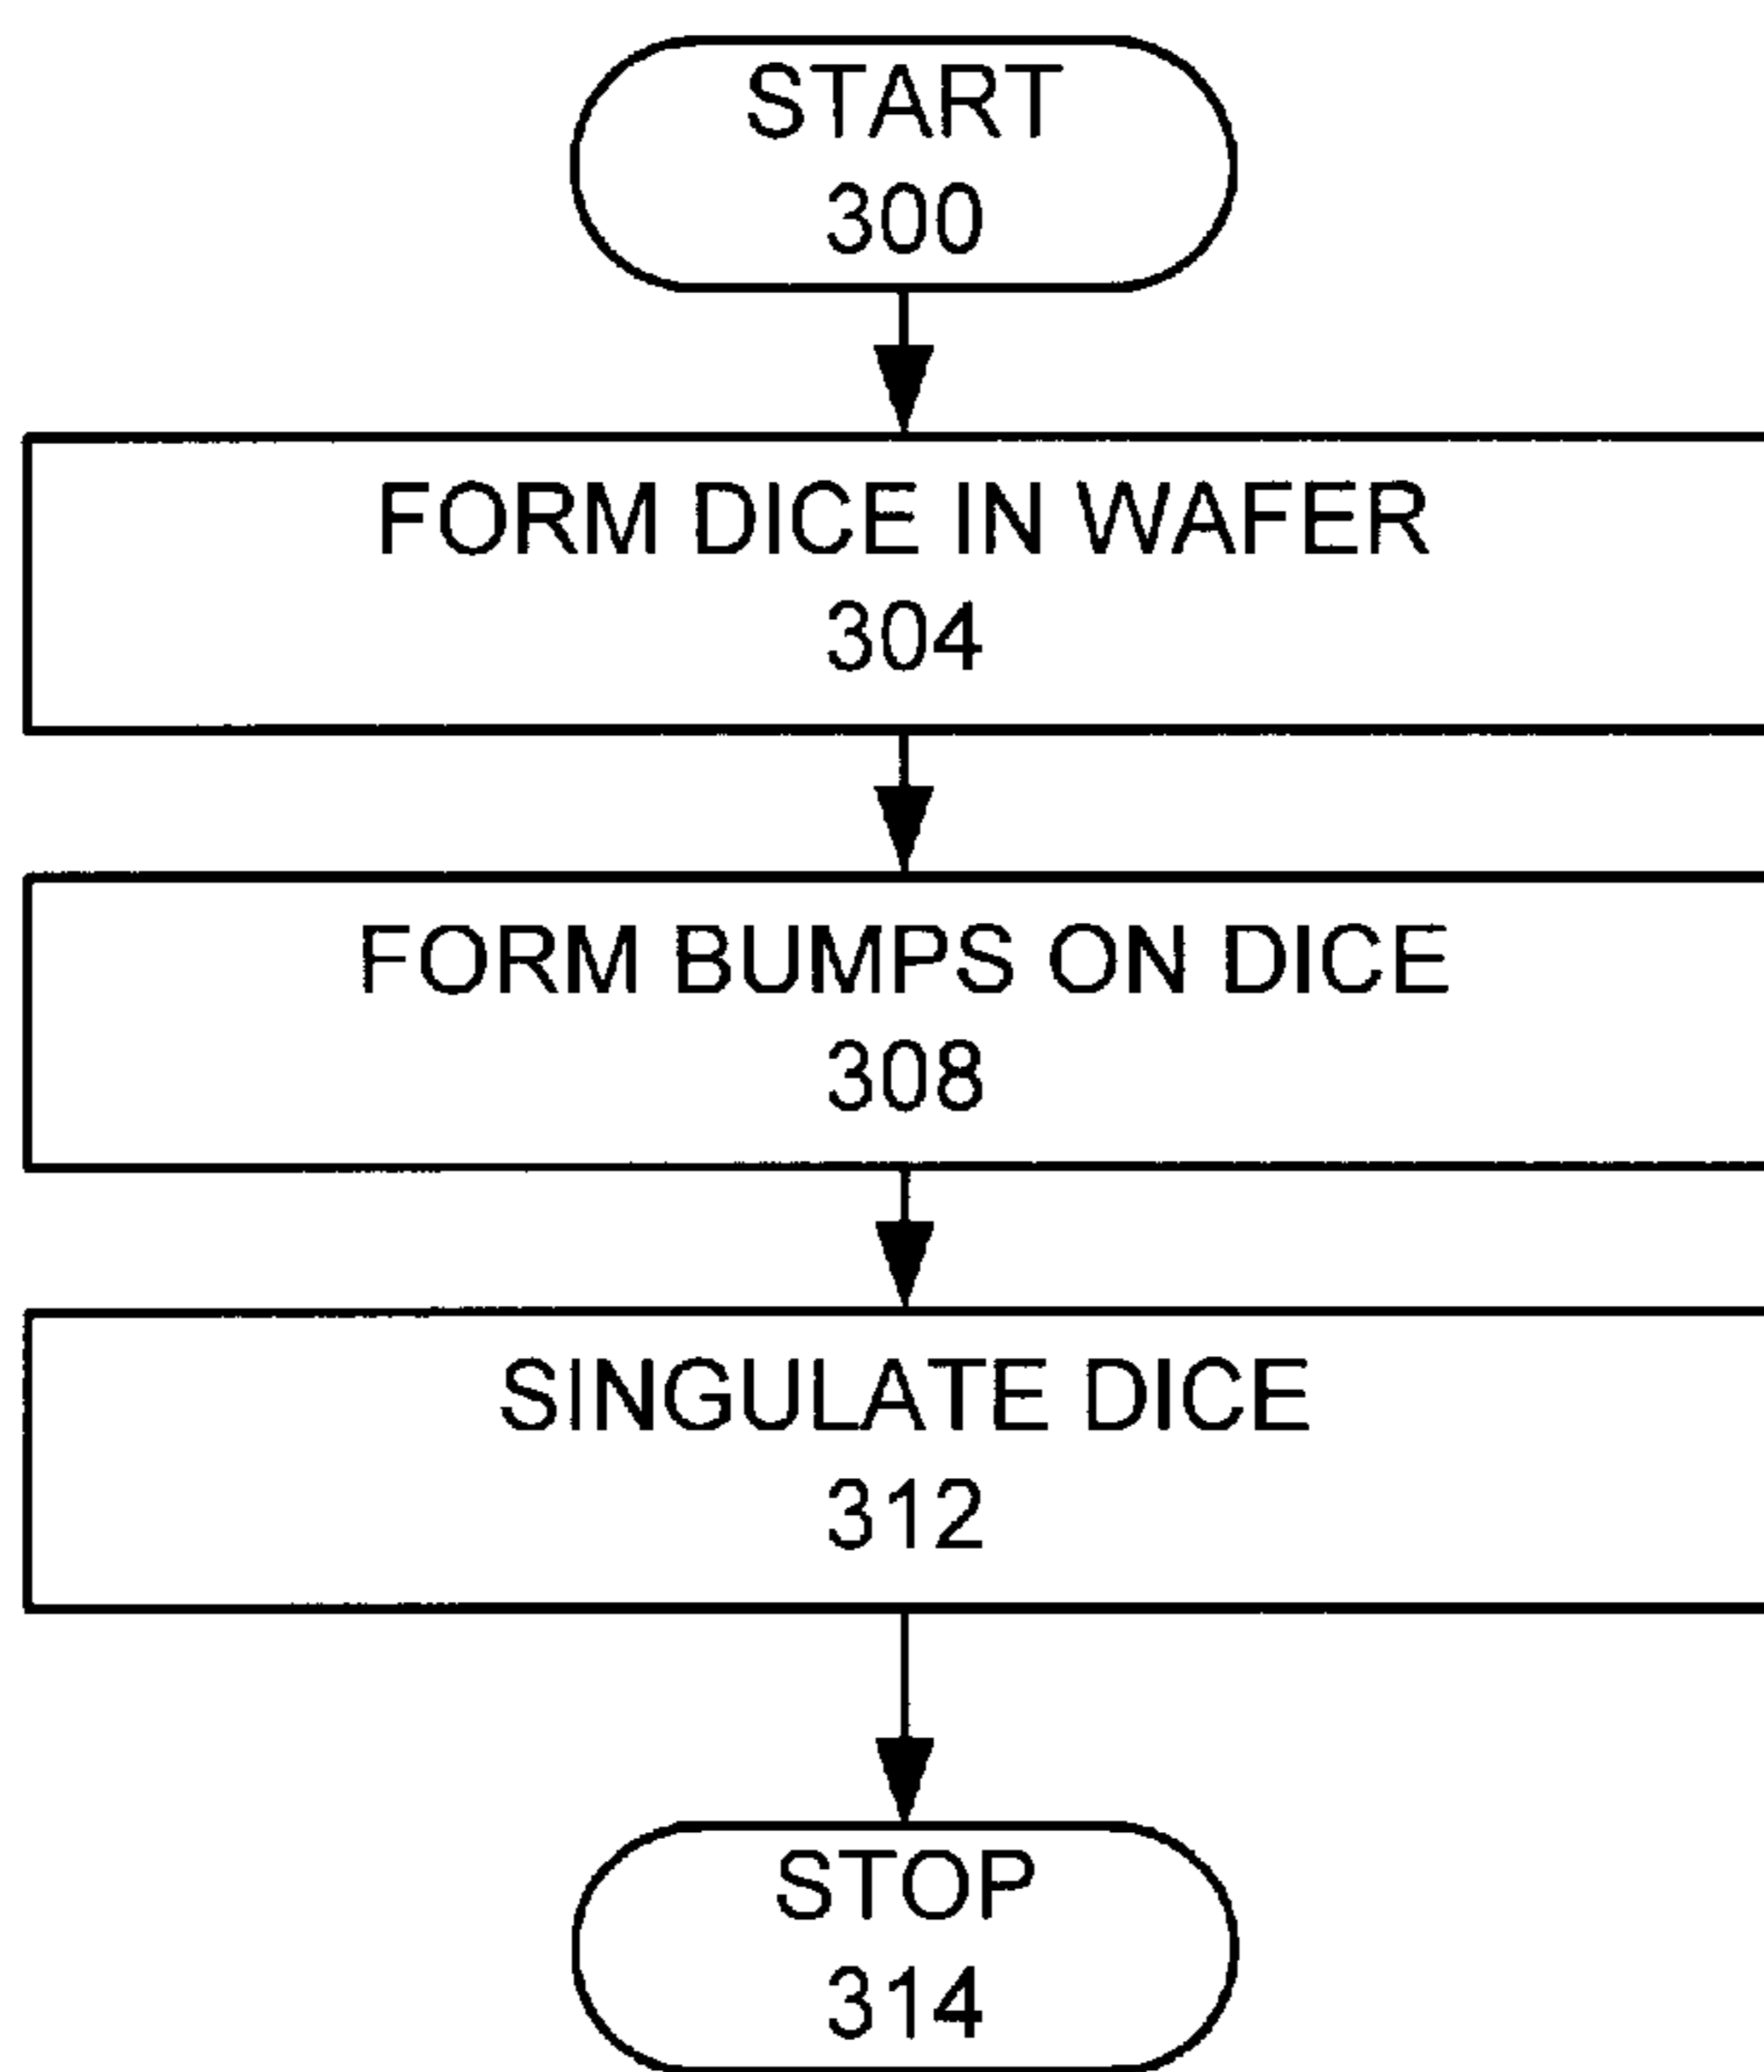 START
300
FORM DICE IN WAFER
304
FORM BUMPS ON DICE
308
SINGULATE DICE
312
STOP
314